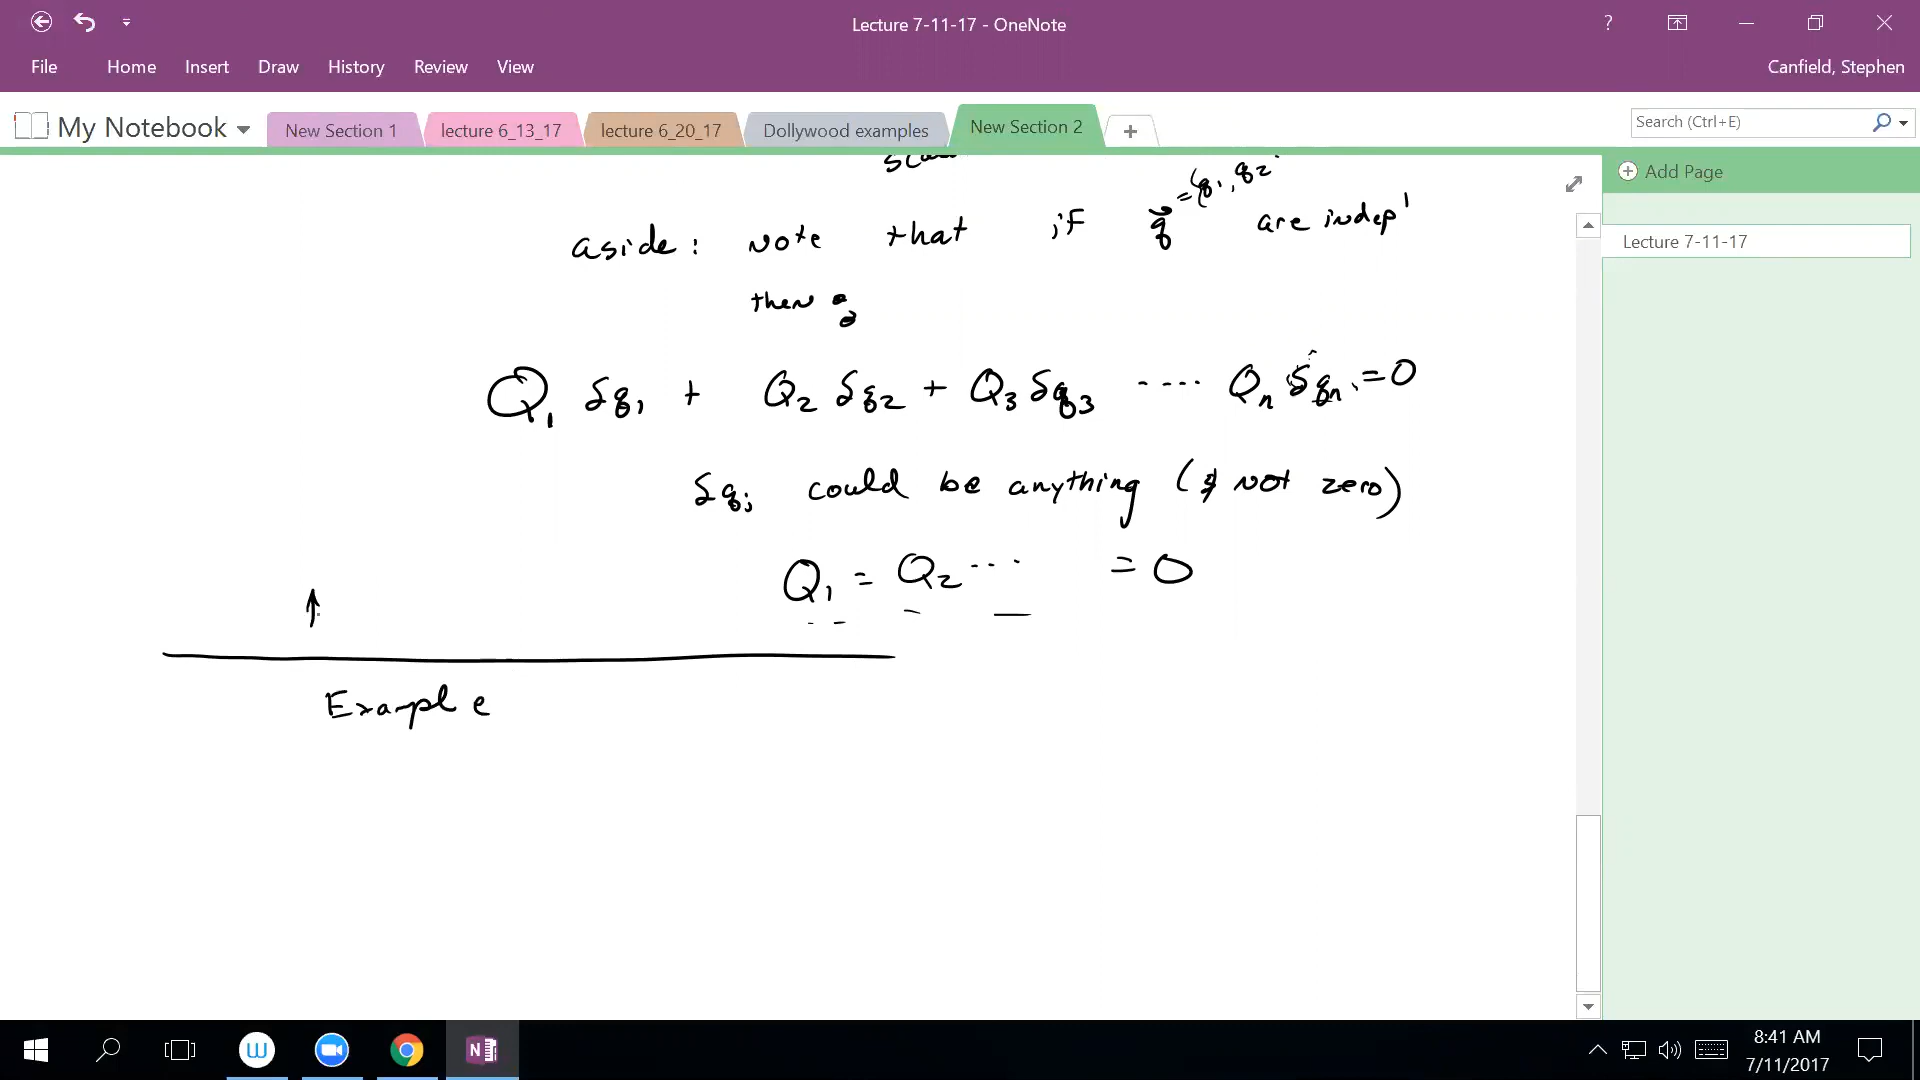 Lecture 7-11-17 - OneNote
?
File Home Insert Draw History Review View
Canfield, Stephen
My Notebook New Section 1 lecture 6_13_17 lecture 6_20_17 Dollywood examples New Section 2 +
Search (Ctrl+E)
Add Page
Lecture 7-11-17
= {q1, q2
aside: note that if q are indep'
then
Q1 δq1 + Q2 δq2 + Q3 δq3 ---- Qn δqn = 0
δqi could be anything ( not zero)
Q1 = Q2 ... = 0
Example
8:41 AM
7/11/2017